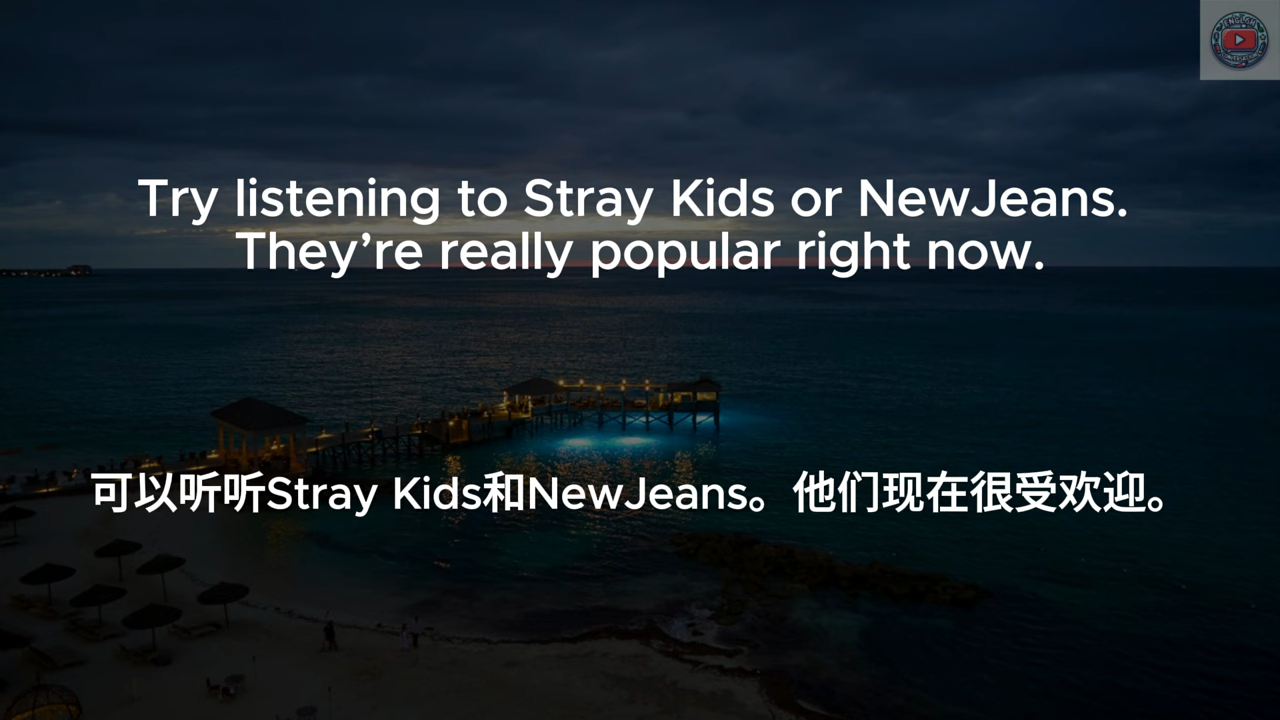 ENGLISH
Try listening to Stray Kids or NewJeans.
They’re really popular right now.
可以听听Stray Kids和NewJeans。他们现在很受欢迎。